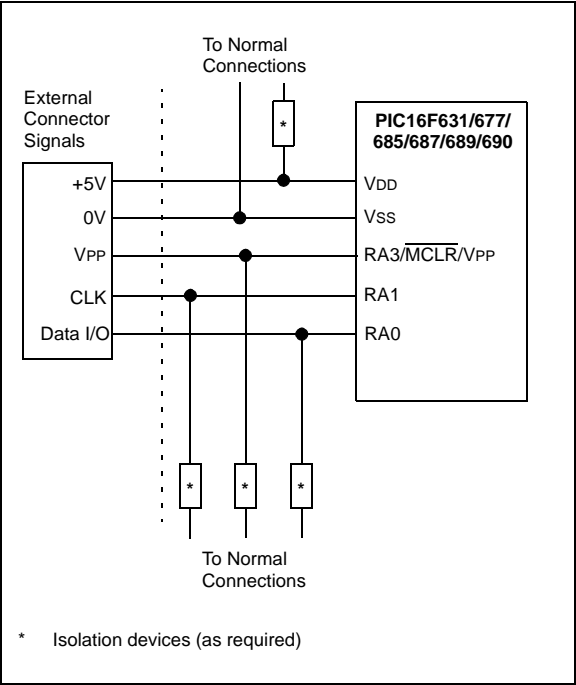 To Normal
Connections
External
Connector
Signals
*
PIC16F631/677/
685/687/689/690
+5V
VDD
0V
VSS
VPP
RA3/MCLR/VPP
CLK
RA1
Data I/O
RA0
*
*
*
To Normal
Connections
* Isolation devices (as required)